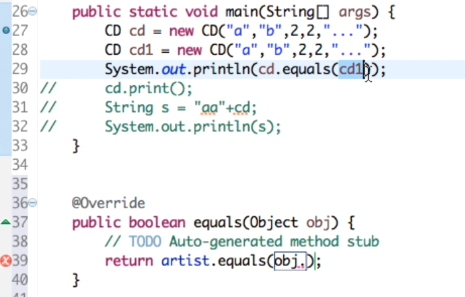 26 public static void main(String[] args) {
27 CD cd = new CD("a","b",2,2,"...");
28 CD cd1 = new CD("a","b",2,2,"...");
29 System.out.println(cd.equals(cd1));
30 // cd.print();
31 // String s = "aa"+cd;
32 // System.out.println(s);
33 }
34
35
36 @Override
37 public boolean equals(Object obj) {
38 // TODO Auto-generated method stub
39 return artist.equals(obj.);
40 }